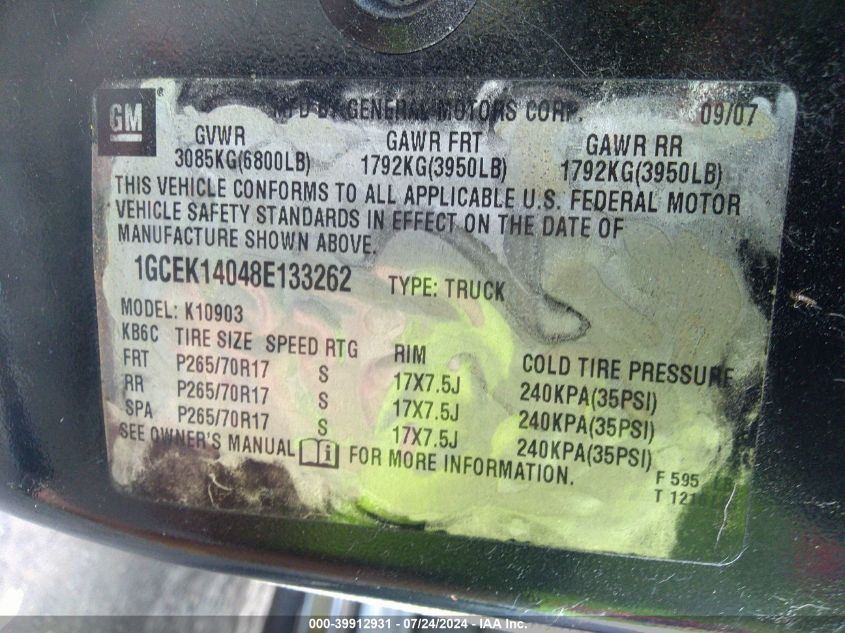 GM
MFD BY GENERAL MOTORS CORP. 09/07
GVWR GAWR FRT GAWR RR
3085KG(6800LB) 1792KG(3950LB) 1792KG(3950LB)
THIS VEHICLE CONFORMS TO ALL APPLICABLE U.S. FEDERAL MOTOR
VEHICLE SAFETY STANDARDS IN EFFECT ON THE DATE OF
MANUFACTURE SHOWN ABOVE.
1GCEK14048E133262 TYPE: TRUCK
MODEL: K10903
KB6C TIRE SIZE SPEED RTG RIM COLD TIRE PRESSURE
FRT P265/70R17 S 17X7.5J 240KPA(35PSI)
RR P265/70R17 S 17X7.5J 240KPA(35PSI)
SPA P265/70R17 S 17X7.5J 240KPA(35PSI)
SEE OWNER'S MANUAL i FOR MORE INFORMATION.
F 595
T
000-39912931 - 07/24/2024 - IAA Inc.